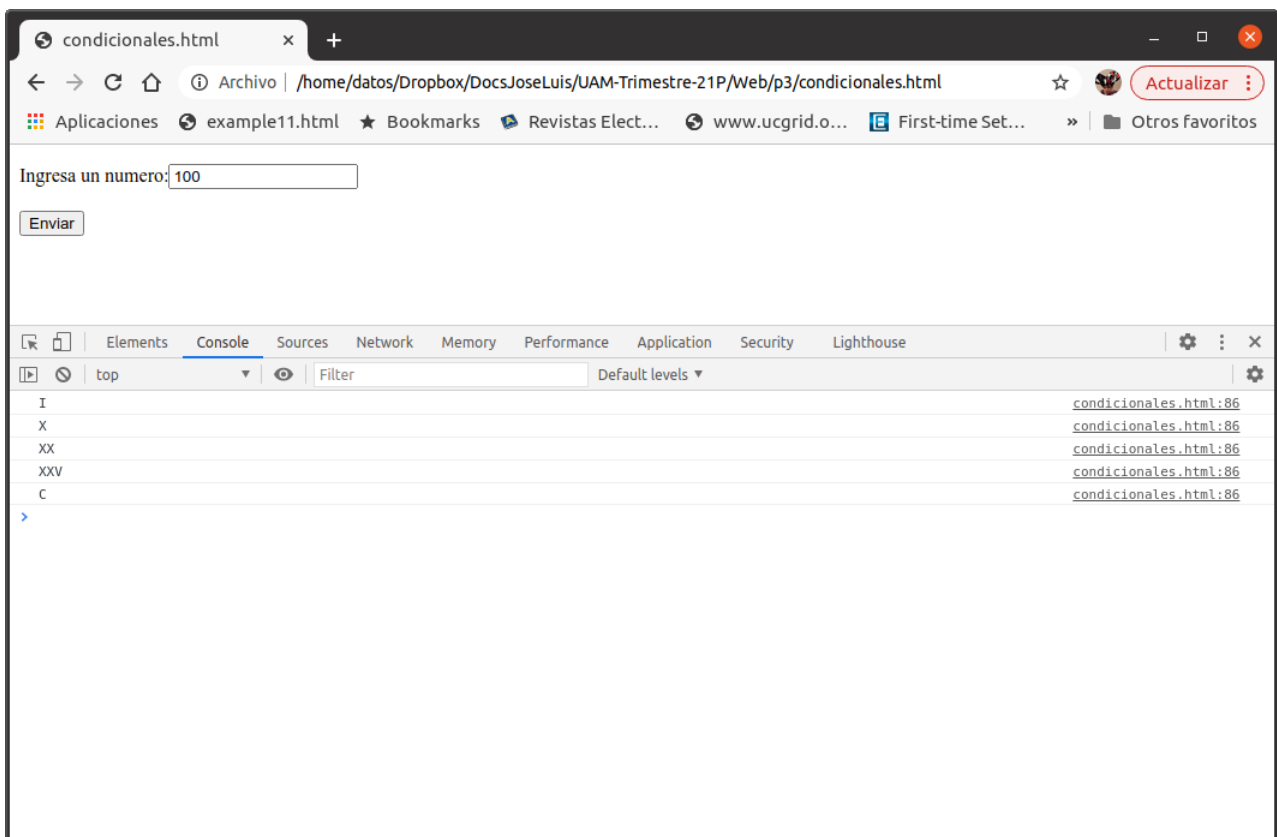 condicionales.html
Archivo | /home/datos/Dropbox/DocsJoseLuis/UAM-Trimestre-21P/Web/p3/condicionales.html Actualizar
Aplicaciones example11.html Bookmarks Revistas Elect... www.ucgrid.o... First-time Set... » Otros favoritos
Ingresa un numero: 100
Enviar
Elements Console Sources Network Memory Performance Application Security Lighthouse
top Filter Default levels
I condicionales.html:86
X condicionales.html:86
XX condicionales.html:86
XXV condicionales.html:86
C condicionales.html:86